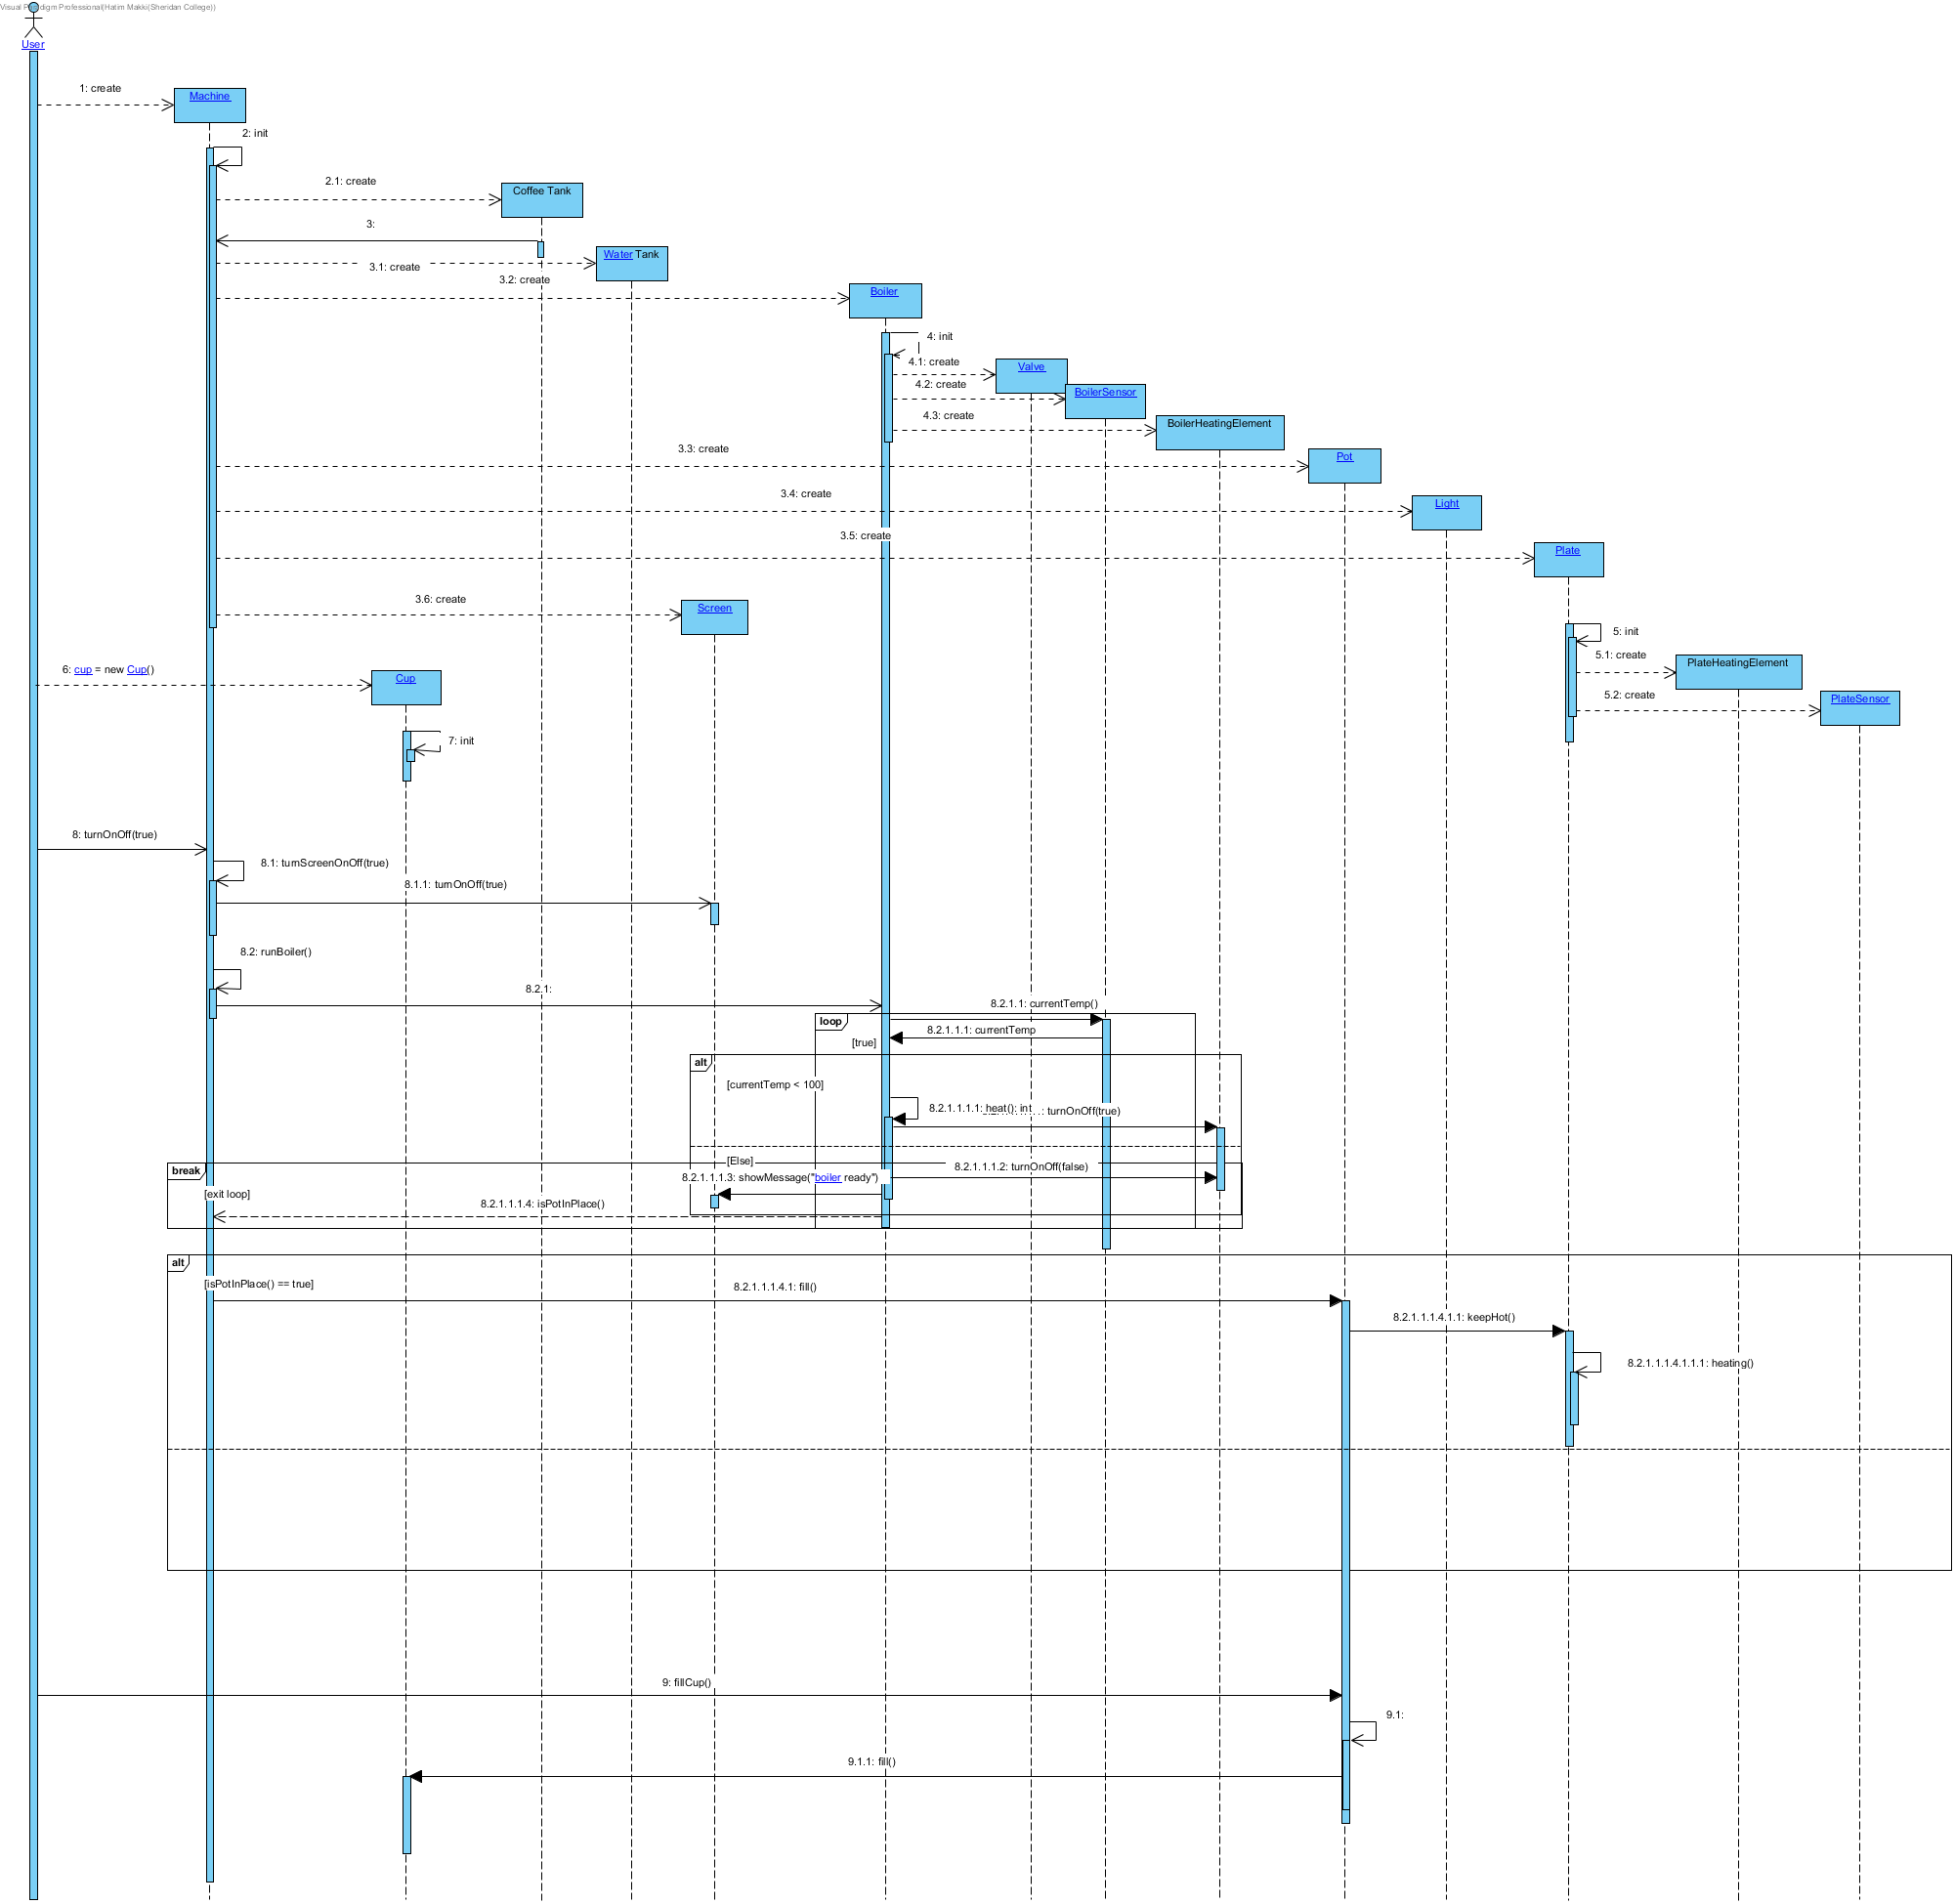 Visual Paradigm Professional(Hatim Makki(Sheridan College))
User
1: create
Machine
2: init
2.1: create
Coffee Tank
3:
Water Tank
3.1: create
3.2: create
Boiler
4: init
4.1: create
Valve
4.2: create
BoilerSensor
4.3: create
BoilerHeatingElement
3.3: create
Pot
3.4: create
Light
3.5: create
Plate
3.6: create
Screen
5: init
5.1: create
PlateHeatingElement
6: cup = new Cup()
Cup
5.2: create
PlateSensor
7: init
8: turnOnOff(true)
8.1: turnScreenOnOff(true)
8.1.1: turnOnOff(true)
8.2: runBoiler()
8.2.1:
8.2.1.1: currentTemp()
loop
8.2.1.1.1: currentTemp
[true]
alt
[currentTemp < 100]
8.2.1.1.1.1: heat(): int
: turnOnOff(true)
[Else]
break
8.2.1.1.1.2: turnOnOff(false)
8.2.1.1.1.3: showMessage("boiler ready")
[exit loop]
8.2.1.1.1.4: isPotInPlace()
alt
[isPotInPlace() == true]
8.2.1.1.1.4.1: fill()
8.2.1.1.1.4.1.1: keepHot()
8.2.1.1.1.4.1.1.1: heating()
9: fillCup()
9.1:
9.1.1: fill()